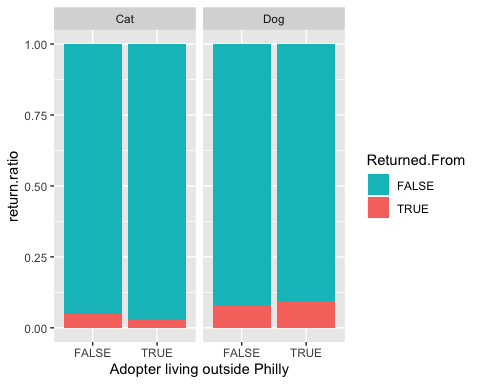 Cat
Dog
return.ratio
1.00
0.75
0.50
0.25
0.00
FALSE
TRUE
FALSE
TRUE
Adopter living outside Philly
Returned.From
FALSE
TRUE